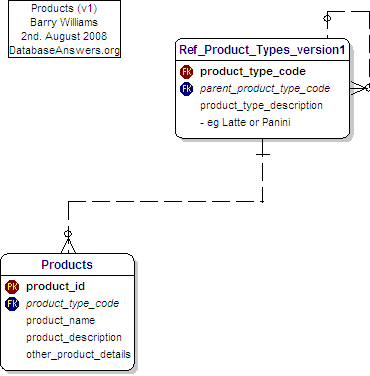 Products (v1)
Barry Williams
2nd. August 2008
DatabaseAnswers.org
Ref_Product_Types_version1
PK product_type_code
FK parent_product_type_code
product_type_description
- eg Latte or Panini
Products
PK product_id
FK product_type_code
product_name
product_description
other_product_details